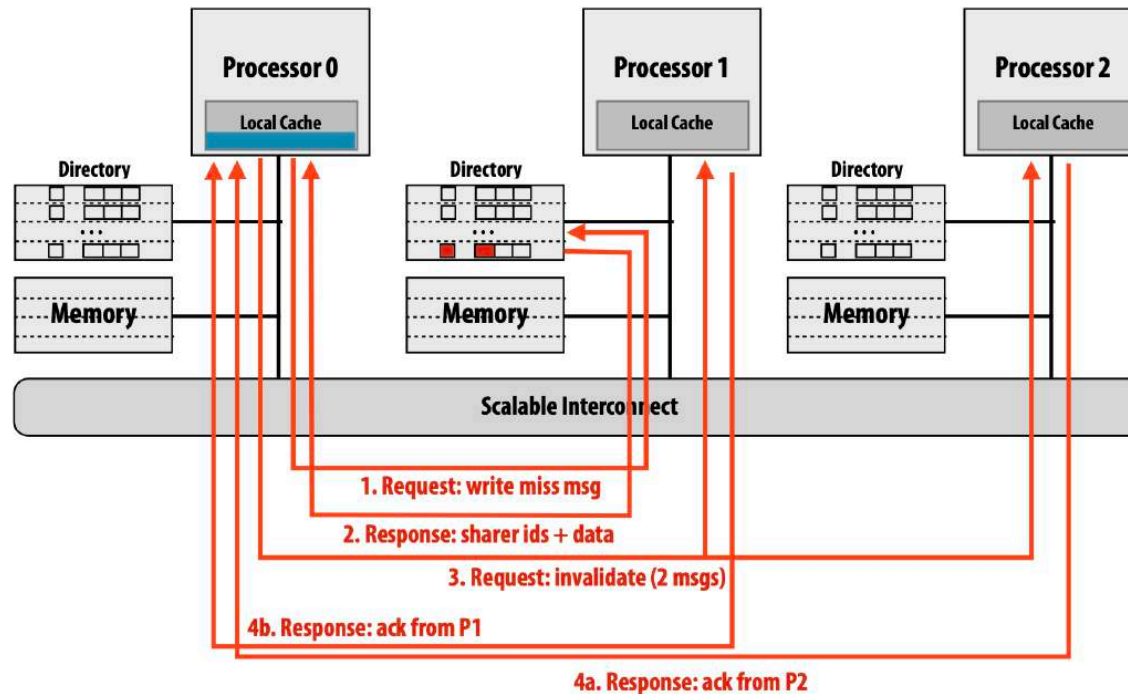 Processor 0
Processor 1
Processor 2
Local Cache
Local Cache
Local Cache
Directory
Directory
Directory
...
...
...
Memory
Memory
Memory
Scalable Interconnect
1. Request: write miss msg
2. Response: sharer ids + data
3. Request: invalidate (2 msgs)
4b. Response: ack from P1
4a. Response: ack from P2